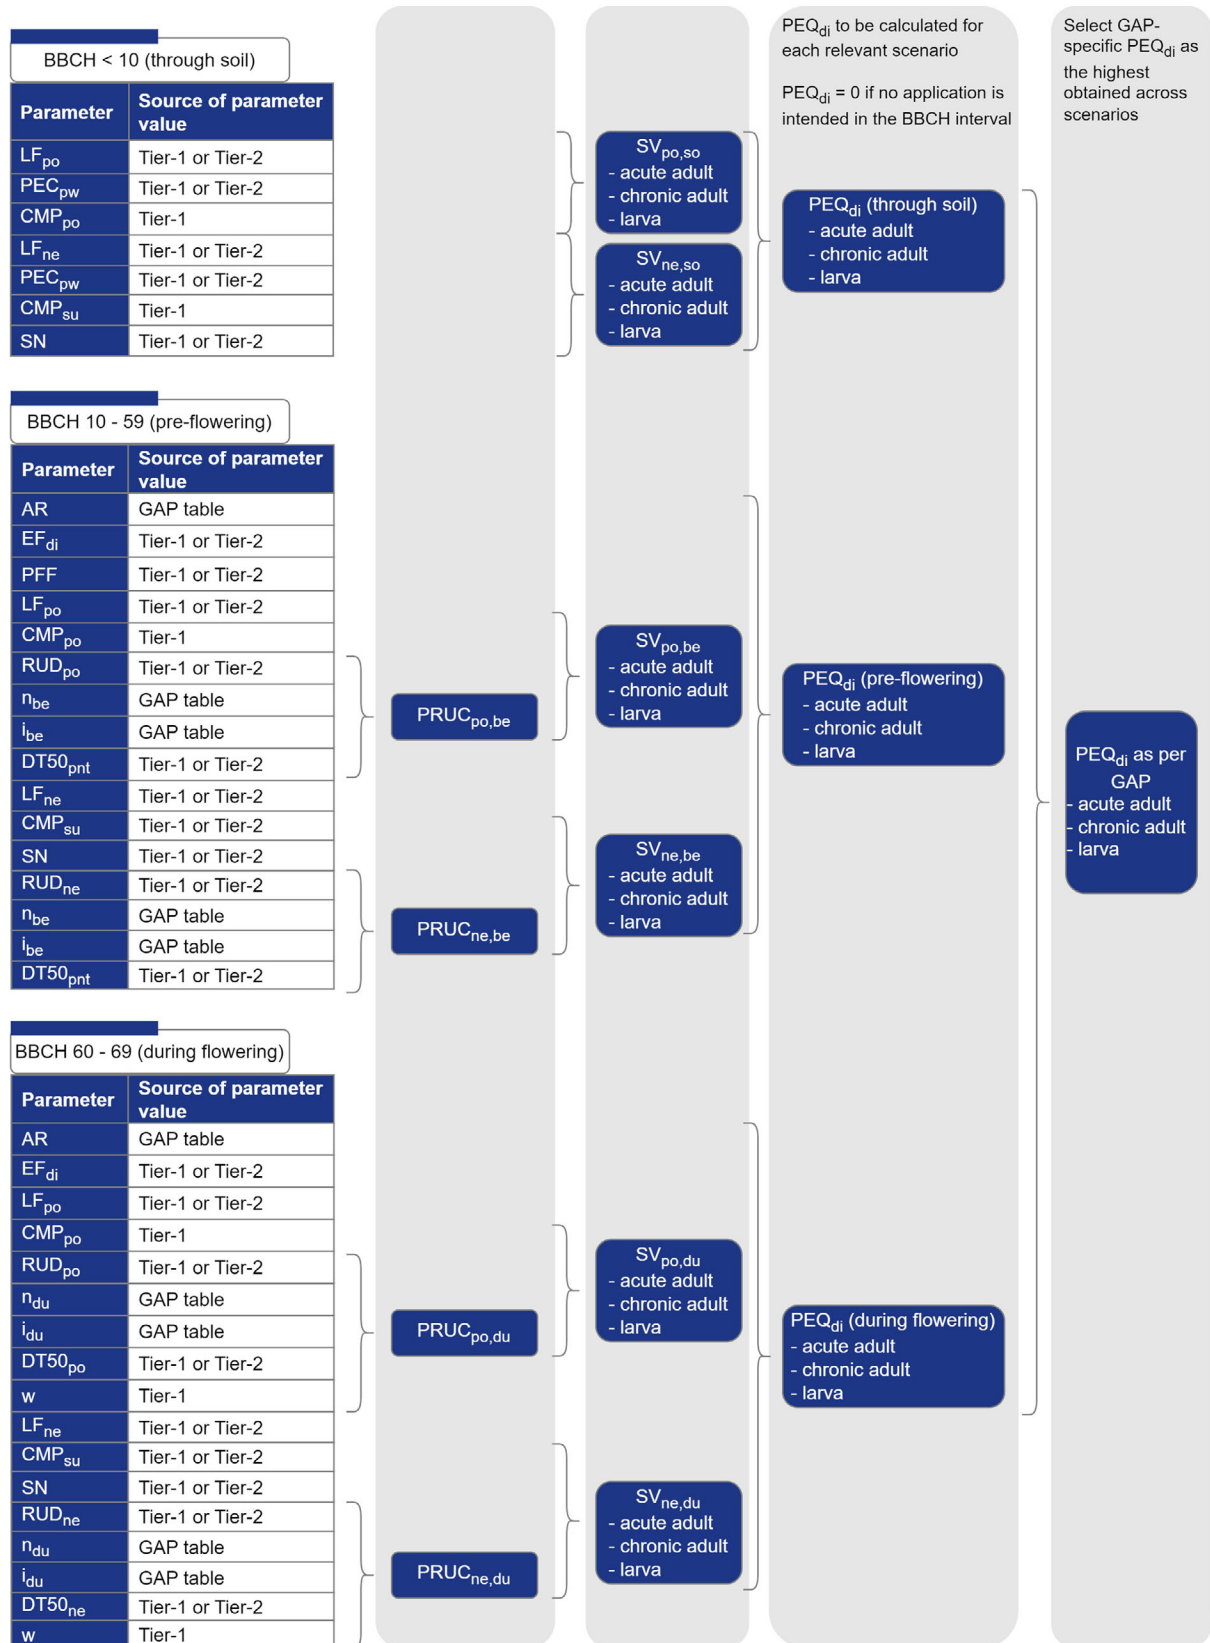 PEQdi to be calculated for
each relevant scenario
PEQdi = 0 if no application is
intended in the BBCH interval
Select GAP-
specific PEQdi as
the highest
obtained across
scenarios
BBCH < 10 (through soil)
Parameter Source of parameter
value
LFpo Tier-1 or Tier-2
PECpw Tier-1 or Tier-2
CMPpo Tier-1
LFne Tier-1 or Tier-2
PECpw Tier-1 or Tier-2
CMPsu Tier-1
SN Tier-1 or Tier-2
SVpo,so
- acute adult
- chronic adult
- larva
SVne,so
- acute adult
- chronic adult
- larva
PEQdi (through soil)
- acute adult
- chronic adult
- larva
BBCH 10 - 59 (pre-flowering)
Parameter Source of parameter
value
AR GAP table
EFdi Tier-1 or Tier-2
PFF Tier-1 or Tier-2
LFpo Tier-1 or Tier-2
CMPpo Tier-1
RUDpo Tier-1 or Tier-2
nbe GAP table
ibe GAP table
DT50pnt Tier-1 or Tier-2
LFne Tier-1 or Tier-2
CMPsu Tier-1 or Tier-2
SN Tier-1 or Tier-2
RUDne Tier-1 or Tier-2
nbe GAP table
ibe GAP table
DT50pnt Tier-1 or Tier-2
PRUCpo,be
PRUCne,be
SVpo,be
- acute adult
- chronic adult
- larva
SVne,be
- acute adult
- chronic adult
- larva
PEQdi (pre-flowering)
- acute adult
- chronic adult
- larva
PEQdi as per
GAP
- acute adult
- chronic adult
- larva
BBCH 60 - 69 (during flowering)
Parameter Source of parameter
value
AR GAP table
EFdi Tier-1 or Tier-2
LFpo Tier-1 or Tier-2
CMPpo Tier-1
RUDpo Tier-1 or Tier-2
ndu GAP table
idu GAP table
DT50po Tier-1 or Tier-2
w Tier-1
LFne Tier-1 or Tier-2
CMPsu Tier-1 or Tier-2
SN Tier-1 or Tier-2
RUDne Tier-1 or Tier-2
ndu GAP table
idu GAP table
DT50ne Tier-1 or Tier-2
w Tier-1
PRUCpo,du
PRUCne,du
SVpo,du
- acute adult
- chronic adult
- larva
SVne,du
- acute adult
- chronic adult
- larva
PEQdi (during flowering)
- acute adult
- chronic adult
- larva